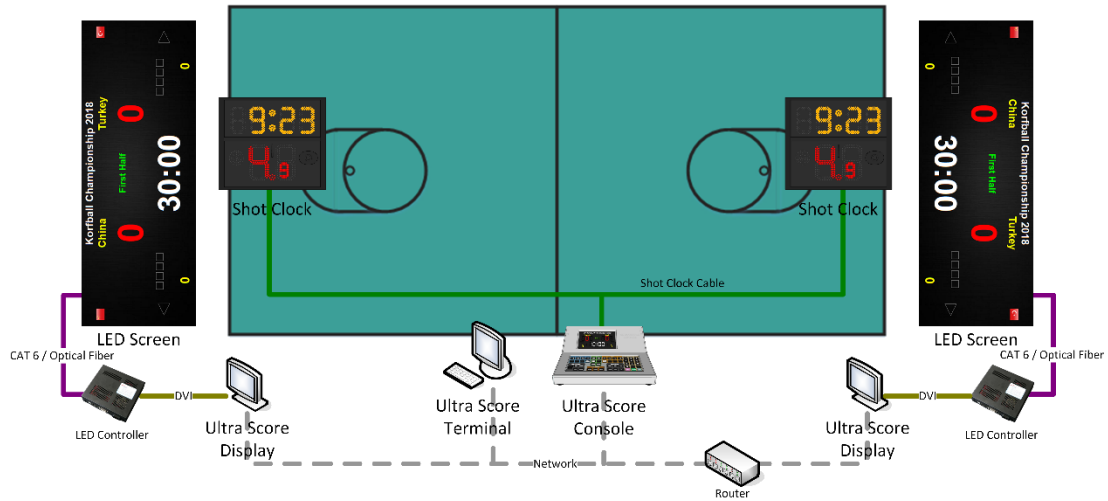 Korfball Championship 2018
Turkey
China
0
0
First Half
30:00
0
0
LED Screen
CAT 6 / Optical Fiber
LED Controller
DVI
Ultra Score
Display
9:23
4.9
Shot Clock
9:23
4.9
Shot Clock
Shot Clock Cable
Ultra Score
Terminal
Ultra Score
Console
Network
Router
Korfball Championship 2018
China
Turkey
0
0
First Half
30:00
0
0
LED Screen
CAT 6 / Optical Fiber
LED Controller
DVI
Ultra Score
Display